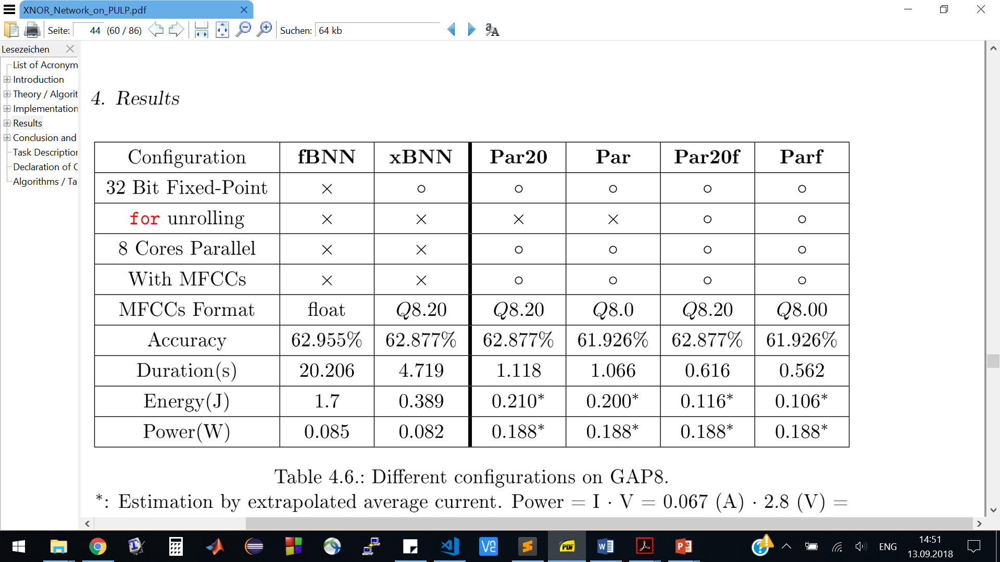 XNOR_Network_on_PULP.pdf
Seite: 44 (60 / 86) Suchen: 64 kb
Lesezeichen
List of Acronym
Introduction
Theory / Algorit
Implementation
Results
Conclusion and
Task Description
Declaration of C
Algorithms / Ta
4. Results
Configuration fBNN xBNN Par20 Par Par20f Parf
32 Bit Fixed-Point × ○ ○ ○ ○ ○
for unrolling × × × × ○ ○
8 Cores Parallel × × ○ ○ ○ ○
With MFCCs × × ○ ○ ○ ○
MFCCs Format float Q8.20 Q8.20 Q8.0 Q8.20 Q8.00
Accuracy 62.955% 62.877% 62.877% 61.926% 62.877% 61.926%
Duration(s) 20.206 4.719 1.118 1.066 0.616 0.562
Energy(J) 1.7 0.389 0.210* 0.200* 0.116* 0.106*
Power(W) 0.085 0.082 0.188* 0.188* 0.188* 0.188*
Table 4.6.: Different configurations on GAP8.
*: Estimation by extrapolated average current. Power = I · V = 0.067 (A) · 2.8 (V) =
PDF
ENG
14:51
13.09.2018